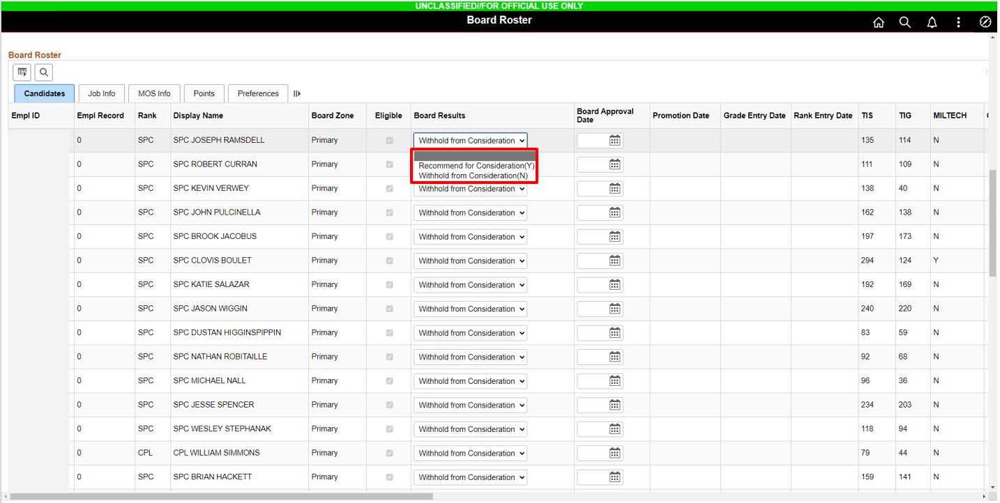 UNCLASSIFIED//FOR OFFICIAL USE ONLY
Board Roster
Board Roster
Candidates Job Info MOS Info Points Preferences
Empl ID Empl Record Rank Display Name Board Zone Eligible Board Results Board Approval Date Promotion Date Grade Entry Date Rank Entry Date TIS TIG MILTECH
0 SPC SPC JOSEPH RAMSDELL Primary Withhold from Consideration 135 114 N
Recommend for Consideration(Y)
Withhold from Consideration(N)
0 SPC SPC ROBERT CURRAN Primary 111 109 N
0 SPC SPC KEVIN VERWEY Primary Withhold from Consideration 138 40 N
0 SPC SPC JOHN PULCINELLA Primary Withhold from Consideration 162 138 N
0 SPC SPC BROOK JACOBUS Primary Withhold from Consideration 197 173 N
0 SPC SPC CLOVIS BOULET Primary Withhold from Consideration 294 124 Y
0 SPC SPC KATIE SALAZAR Primary Withhold from Consideration 192 169 N
0 SPC SPC JASON WIGGIN Primary Withhold from Consideration 240 220 N
0 SPC SPC DUSTAN HIGGINSPIPPIN Primary Withhold from Consideration 83 59 N
0 SPC SPC NATHAN ROBITAILLE Primary Withhold from Consideration 92 68 N
0 SPC SPC MICHAEL NALL Primary Withhold from Consideration 96 36 N
0 SPC SPC JESSE SPENCER Primary Withhold from Consideration 234 203 N
0 SPC SPC WESLEY STEPHANAK Primary Withhold from Consideration 118 94 N
0 CPL CPL WILLIAM SIMMONS Primary Withhold from Consideration 79 44 N
0 SPC SPC BRIAN HACKETT Primary Withhold from Consideration 159 141 N